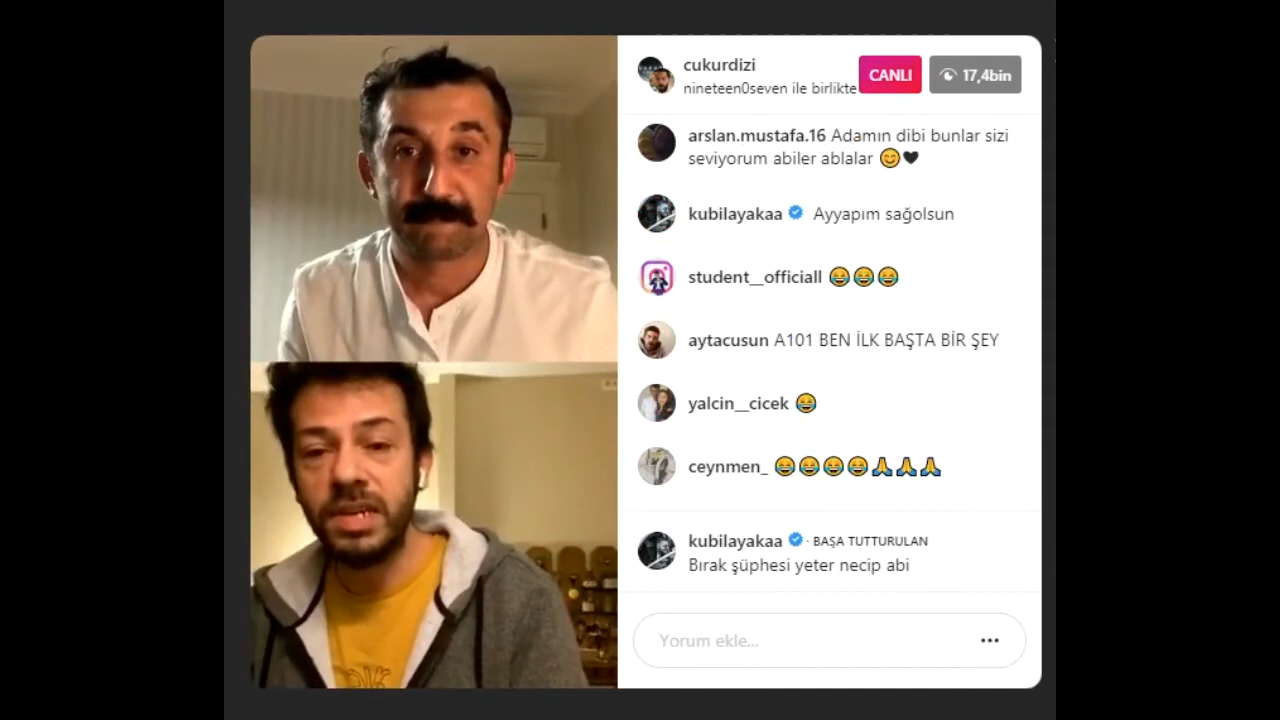 cukurdizi
nineteen0seven ile birlikte
CANLI
17,4bin
arslan.mustafa.16 Adamın dibi bunlar sizi
seviyorum abiler ablalar 😊🖤
kubilayakaa Ayyapım sağolsun
student__officiall 😂😂😂
aytacusun A101 BEN İLK BAŞTA BİR ŞEY
yalcin__cicek 😂
ceynmen_ 😂😂😂😂🙏🙏🙏
kubilayakaa · BAŞA TUTTURULAN
Bırak şüphesi yeter necip abi
Yorum ekle...